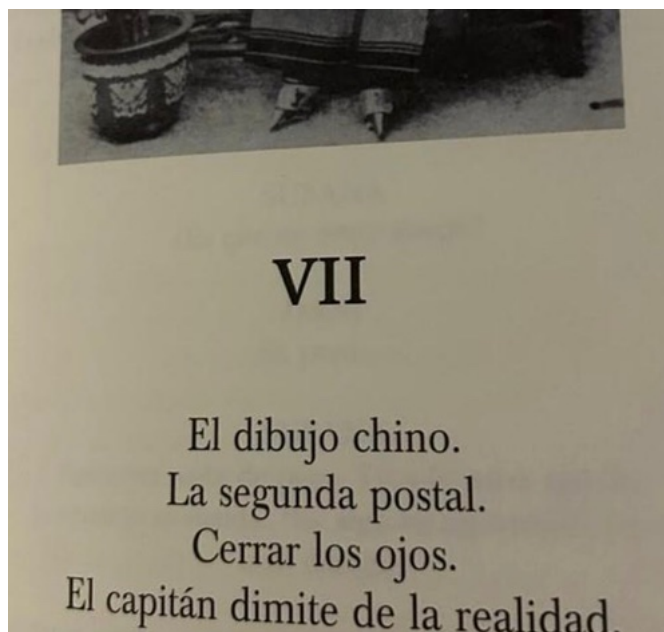 VII
El dibujo chino.
La segunda postal.
Cerrar los ojos.
El capitán dimite de la realidad.